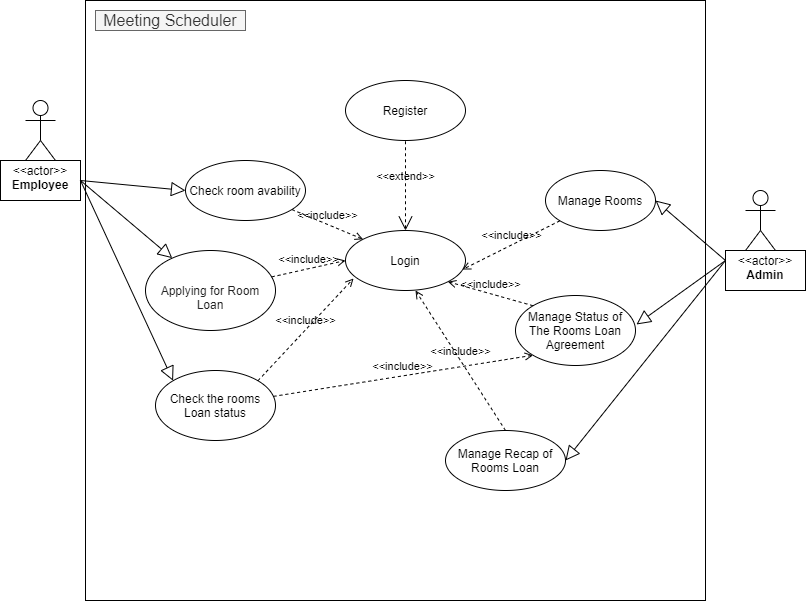 Meeting Scheduler
Register
<<actor>>
Employee
<<extend>>
Check room avability
Manage Rooms
<<include>>
<<include>>
<<actor>>
Admin
Login
<<include>>
Applying for Room
Loan
<<include>>
<<include>>
Manage Status of
The Rooms Loan
Agreement
<<include>>
<<include>>
Check the rooms
Loan status
Manage Recap of
Rooms Loan